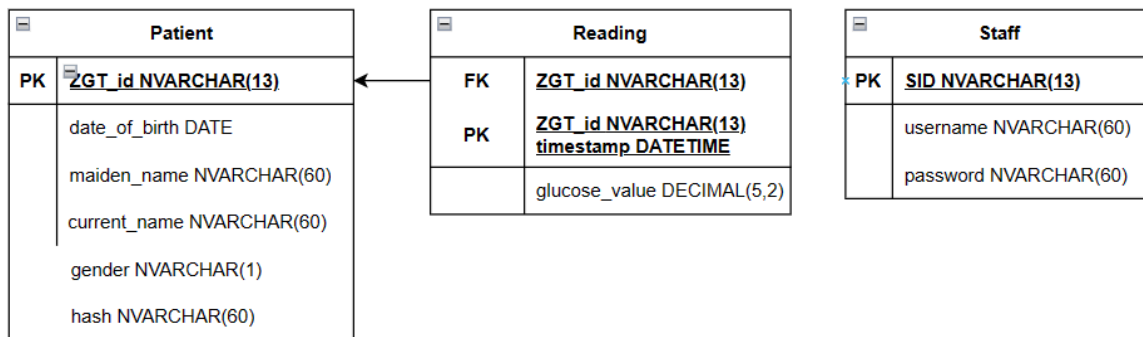 Patient
PK ZGT_id NVARCHAR(13)
date_of_birth DATE
maiden_name NVARCHAR(60)
current_name NVARCHAR(60)
gender NVARCHAR(1)
hash NVARCHAR(60)
Reading
FK ZGT_id NVARCHAR(13)
PK ZGT_id NVARCHAR(13)
timestamp DATETIME
glucose_value DECIMAL(5,2)
Staff
PK SID NVARCHAR(13)
username NVARCHAR(60)
password NVARCHAR(60)